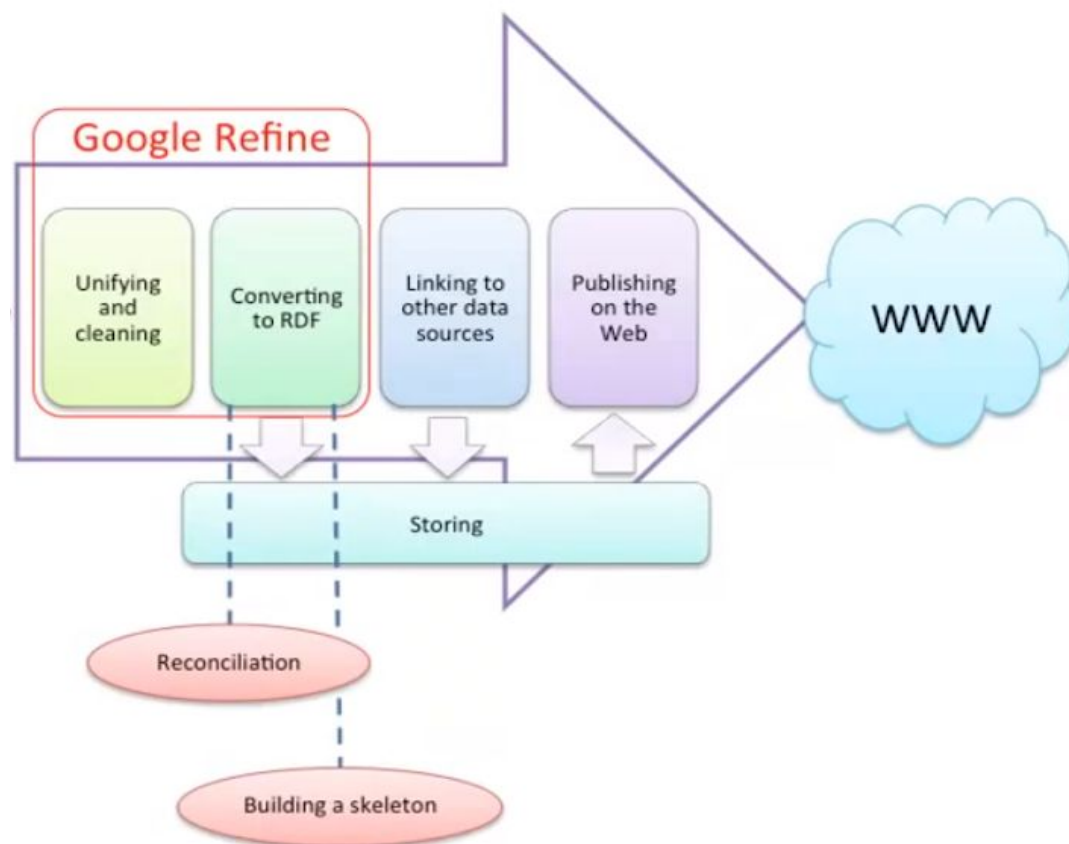 Google Refine
Unifying
and
cleaning
Converting
to RDF
Linking to
other data
sources
Publishing
on the
Web
WWW
Storing
Reconciliation
Building a skeleton